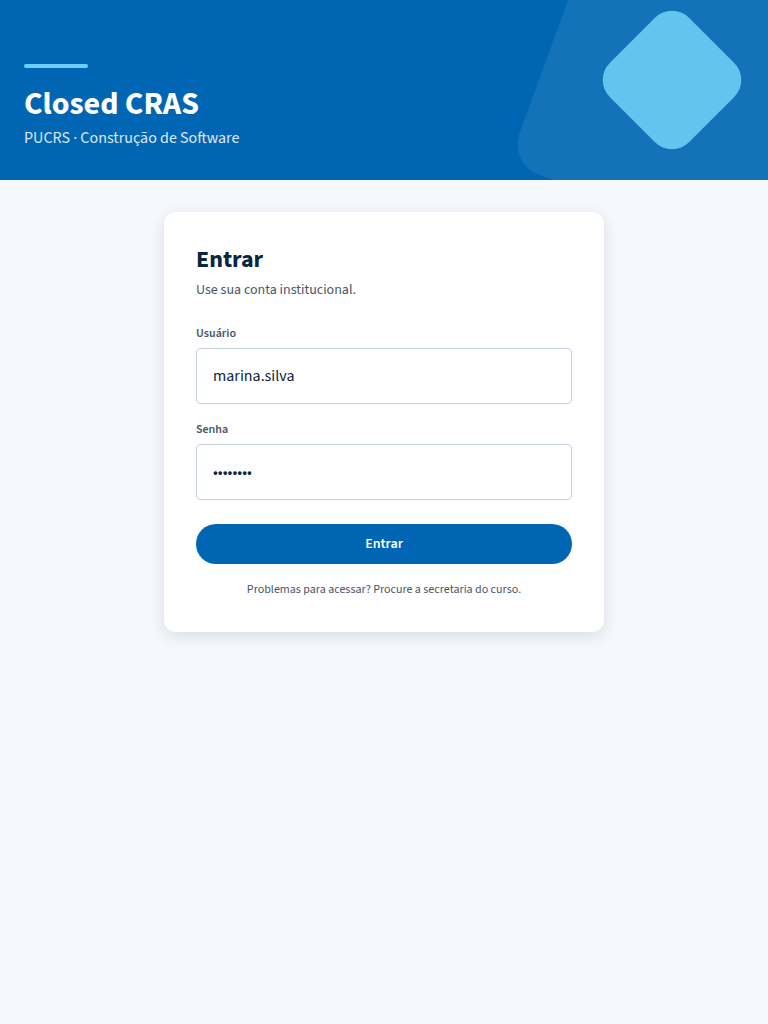 Closed CRAS
PUCRS · Construção de Software
Entrar
Use sua conta institucional.
Usuário
marina.silva
Senha
••••••••
Entrar
Problemas para acessar? Procure a secretaria do curso.